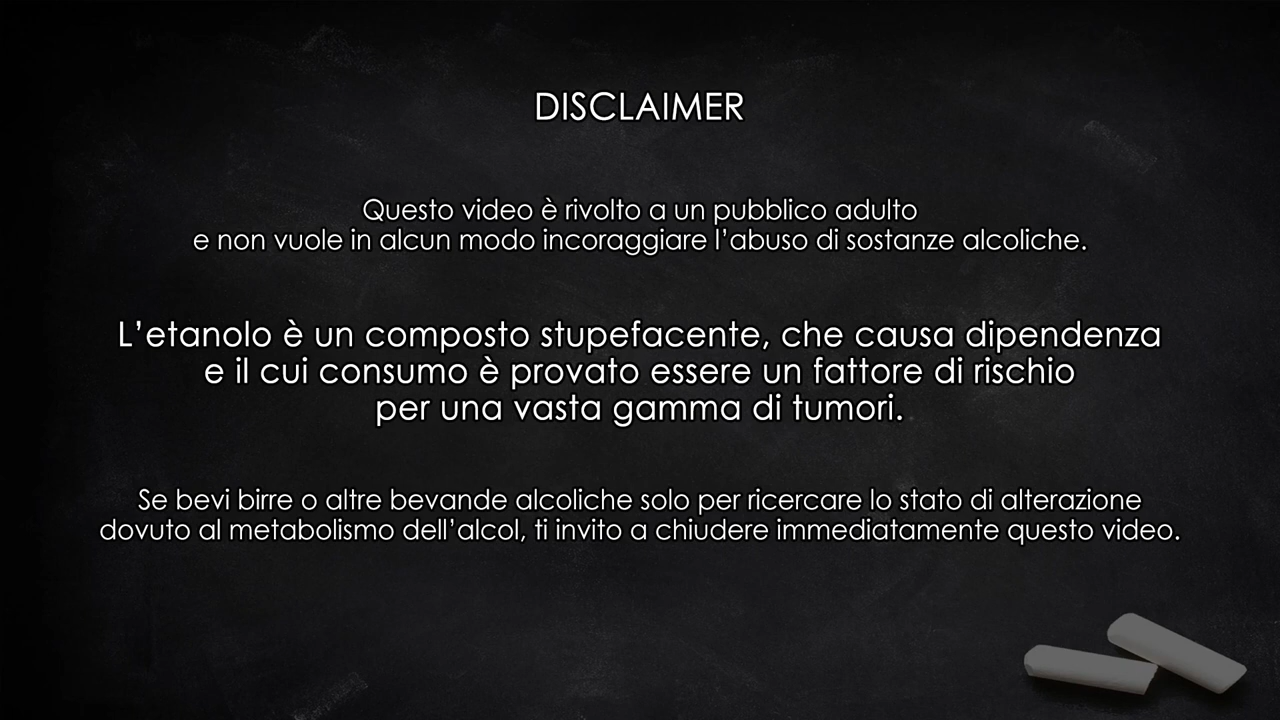 DISCLAIMER
Questo video è rivolto a un pubblico adulto
e non vuole in alcun modo incoraggiare l’abuso di sostanze alcoliche.
L’etanolo è un composto stupefacente, che causa dipendenza
e il cui consumo è provato essere un fattore di rischio
per una vasta gamma di tumori.
Se bevi birre o altre bevande alcoliche solo per ricercare lo stato di alterazione
dovuto al metabolismo dell’alcol, ti invito a chiudere immediatamente questo video.